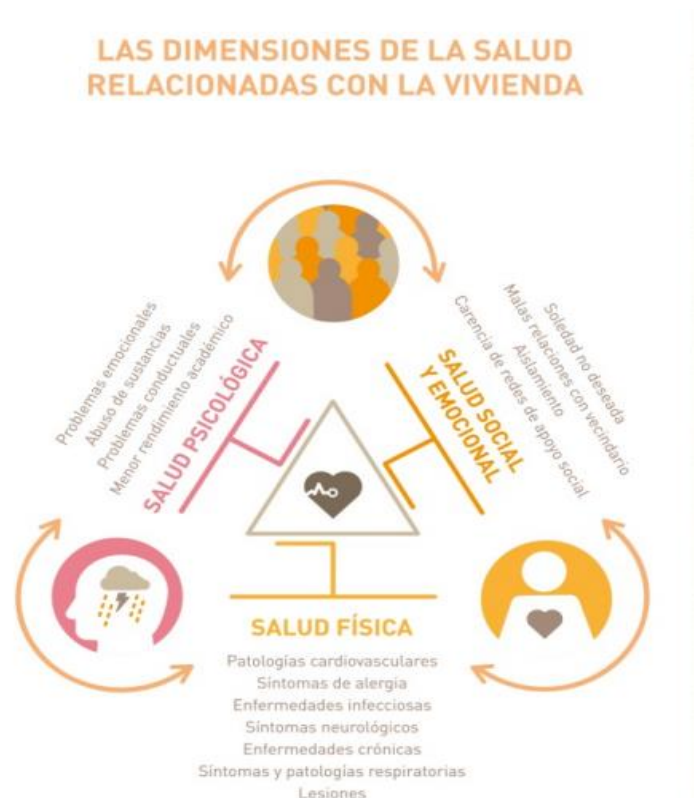 LAS DIMENSIONES DE LA SALUD
RELACIONADAS CON LA VIVIENDA
Problemas emocionales
Abuso de sustancias
Problemas conductuales
Menor rendimiento académico
SALUD PSICOLÓGICA
Soledad no deseada
Malas relaciones con vecindario
Aislamiento
Carencia de redes de apoyo social
SALUD SOCIAL
Y EMOCIONAL
SALUD FÍSICA
Patologías cardiovasculares
Síntomas de alergia
Enfermedades infecciosas
Síntomas neurológicos
Enfermedades crónicas
Síntomas y patologías respiratorias
Lesiones